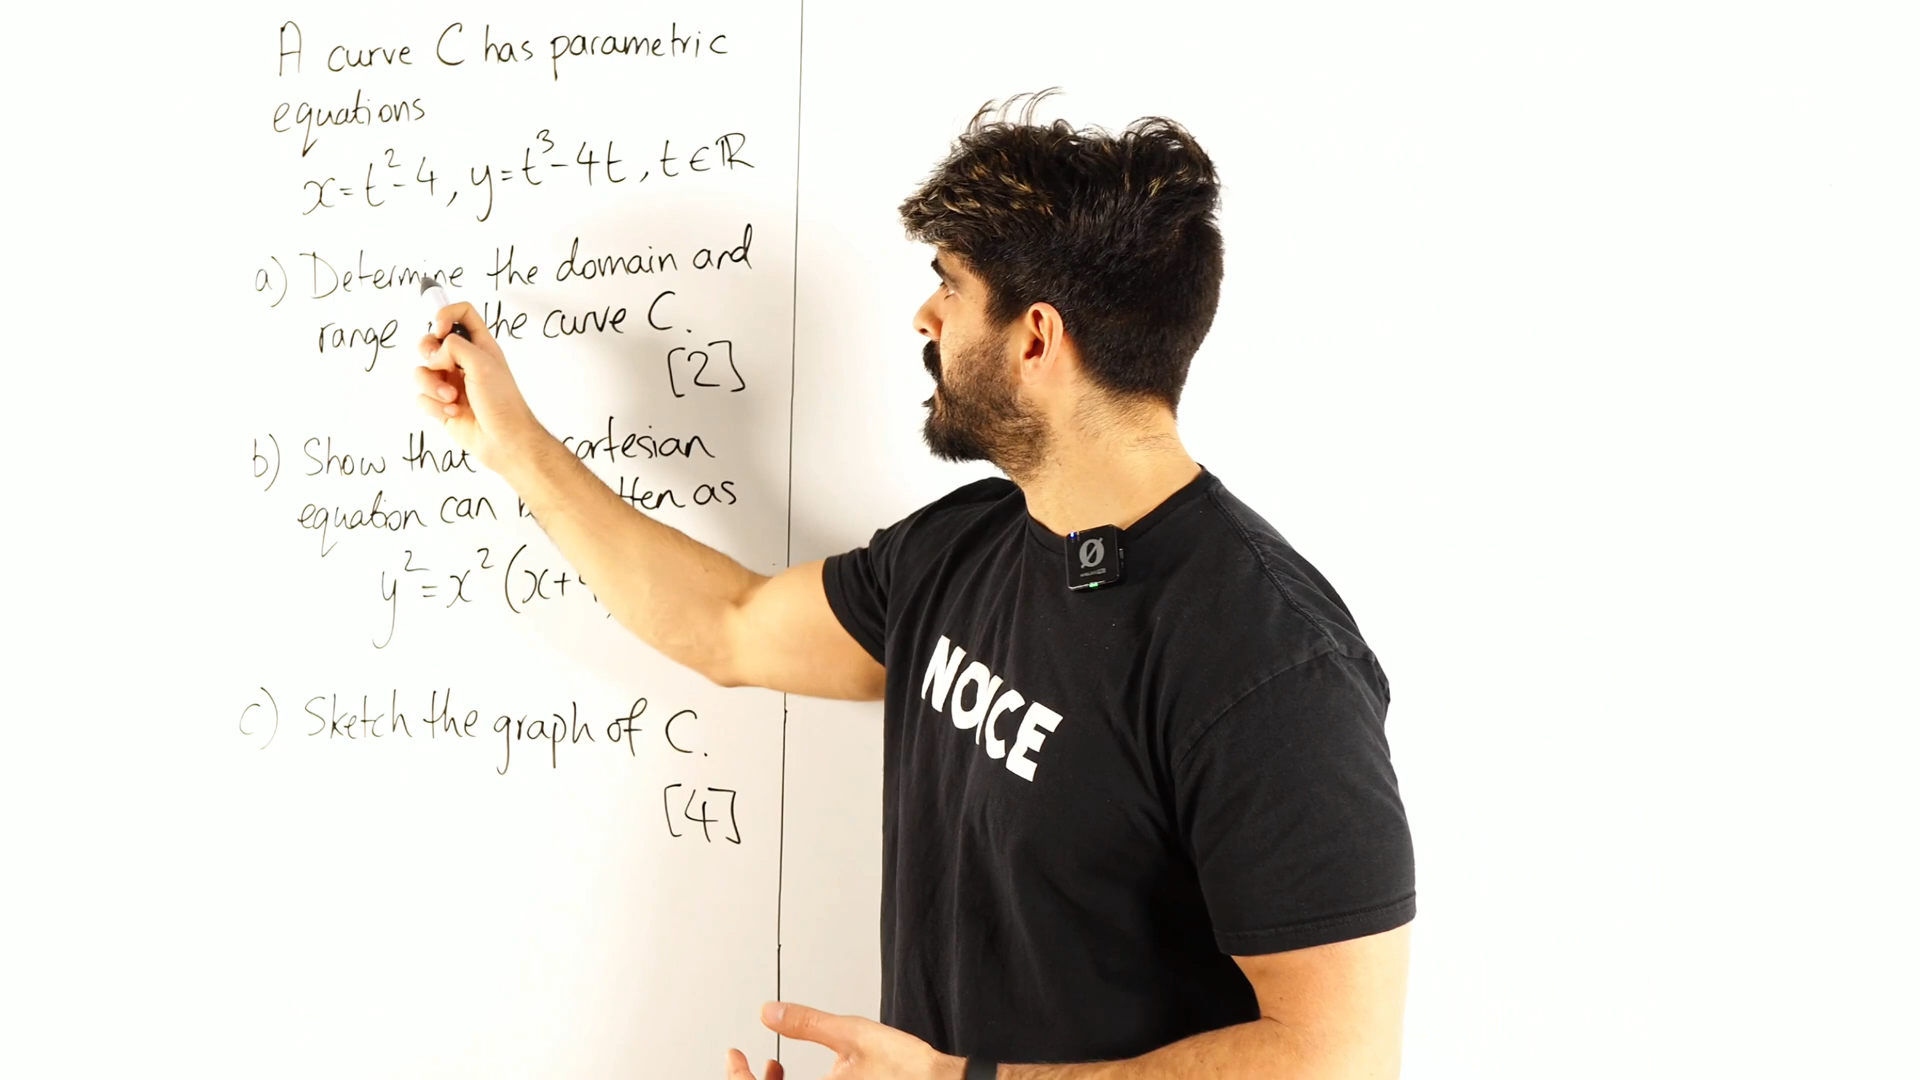 A curve C has parametric
equations
x = t² - 4, y = t³ - 4t, t ∈ ℝ
a) Determine the domain and
range the curve C.
[2]
b) Show that cartesian
equation can as
y² = x² (x+
c) Sketch the graph of C.
[4]
NOICE